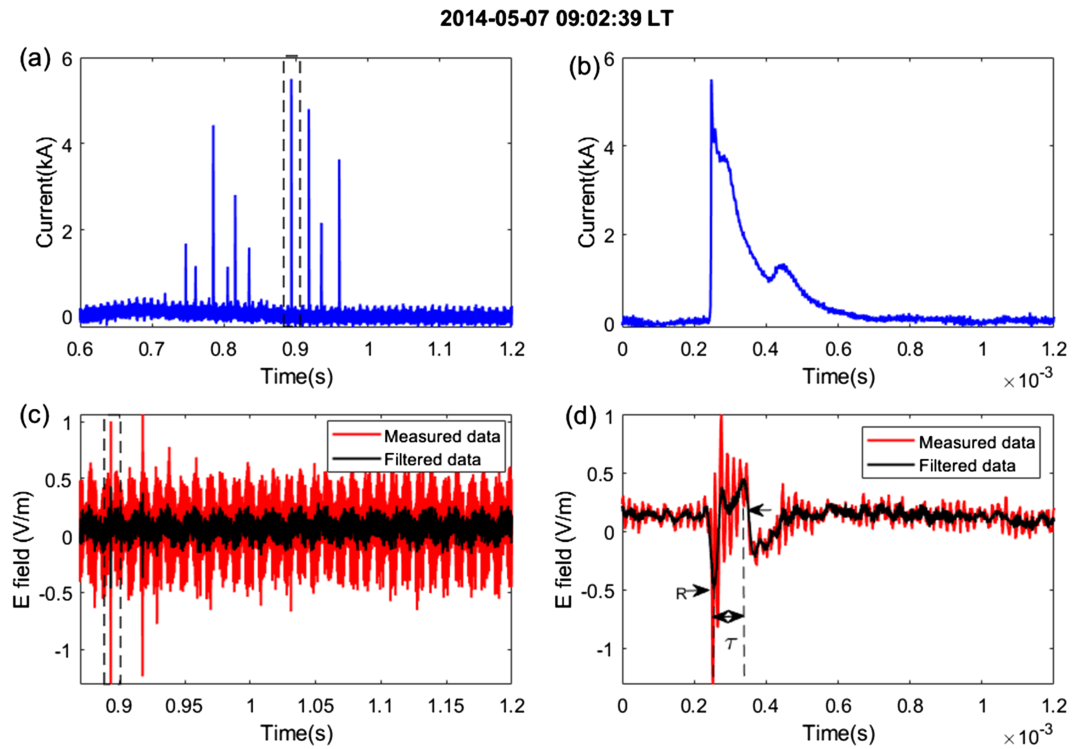 2014-05-07 09:02:39 LT
(a)
6
4
2
0
Current(kA)
0.6 0.7 0.8 0.9 1 1.1 1.2
Time(s)
(b)
6
4
2
0
Current(kA)
0 0.2 0.4 0.6 0.8 1.0 1.2
Time(s)
×10⁻³
(c)
1
0.5
0
-0.5
-1
E field (V/m)
Measured data
Filtered data
0.9 0.95 1.0 1.05 1.1 1.15 1.2
Time(s)
(d)
1
0.5
0
-0.5
-1
E field (V/m)
Measured data
Filtered data
R
τ
0 0.2 0.4 0.6 0.8 1.0 1.2
Time(s)
×10⁻³